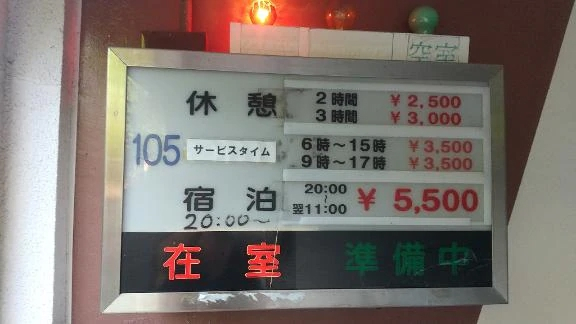 空室
休憩 2時間 ¥2,500
3時間 ¥3,000
105 サービスタイム 6時～15時 ¥3,500
9時～17時 ¥3,500
宿泊 20:00～翌11:00 ¥5,500
20:00～
在室 準備中